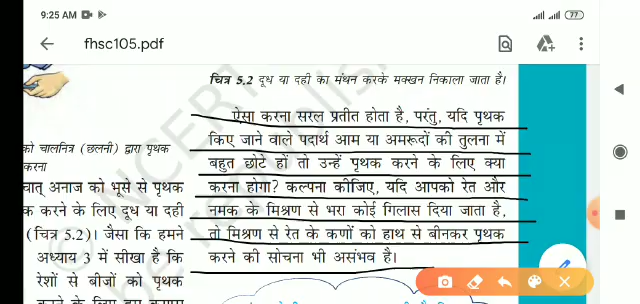 9:25 AM
77
fhsc105.pdf
चित्र 5.2 दूध या दही का मंथन करके मक्खन निकाला जाता है।
को चालनित्र (छलनी) द्वारा पृथक
करना
चात् अनाज को भूसे से पृथक
क करने के लिए दूध या दही
(चित्र 5.2)। जैसा कि हमने
अध्याय 3 में सीखा है कि
रेशों से बीजों को पृथक
ऐसा करना सरल प्रतीत होता है, परंतु, यदि पृथक
किए जाने वाले पदार्थ आम या अमरूदों की तुलना में
बहुत छोटे हों तो उन्हें पृथक करने के लिए क्या
करना होगा? कल्पना कीजिए, यदि आपको रेत और
नमक के मिश्रण से भरा कोई गिलास दिया जाता है,
तो मिश्रण से रेत के कणों को हाथ से बीनकर पृथक
करने की सोचना भी असंभव है।